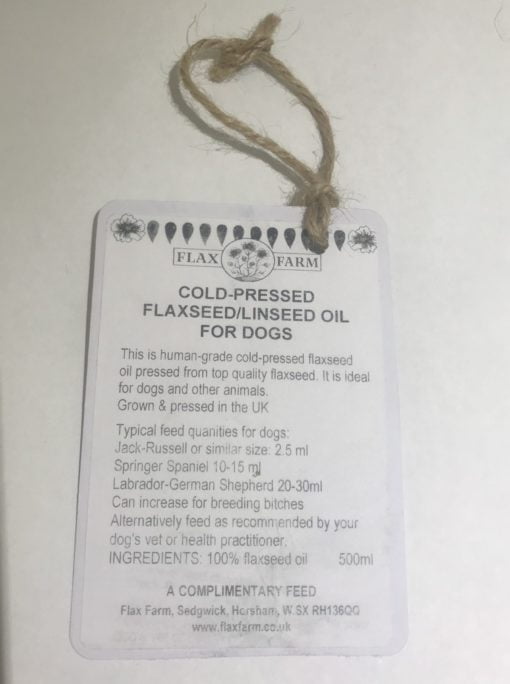 FLAX FARM
COLD-PRESSED
FLAXSEED/LINSEED OIL
FOR DOGS
This is human-grade cold-pressed flaxseed
oil pressed from top quality flaxseed. It is ideal
for dogs and other animals.
Grown & pressed in the UK
Typical feed quanities for dogs:
Jack-Russell or similar size: 2.5 ml
Springer Spaniel 10-15 ml
Labrador-German Shepherd 20-30ml
Can increase for breeding bitches
Alternatively feed as recommended by your
dog's vet or health practitioner.
INGREDIENTS: 100% flaxseed oil 500ml
A COMPLIMENTARY FEED
Flax Farm, Sedgwick, Horsham, W.SX RH136QQ
www.flaxfarm.co.uk